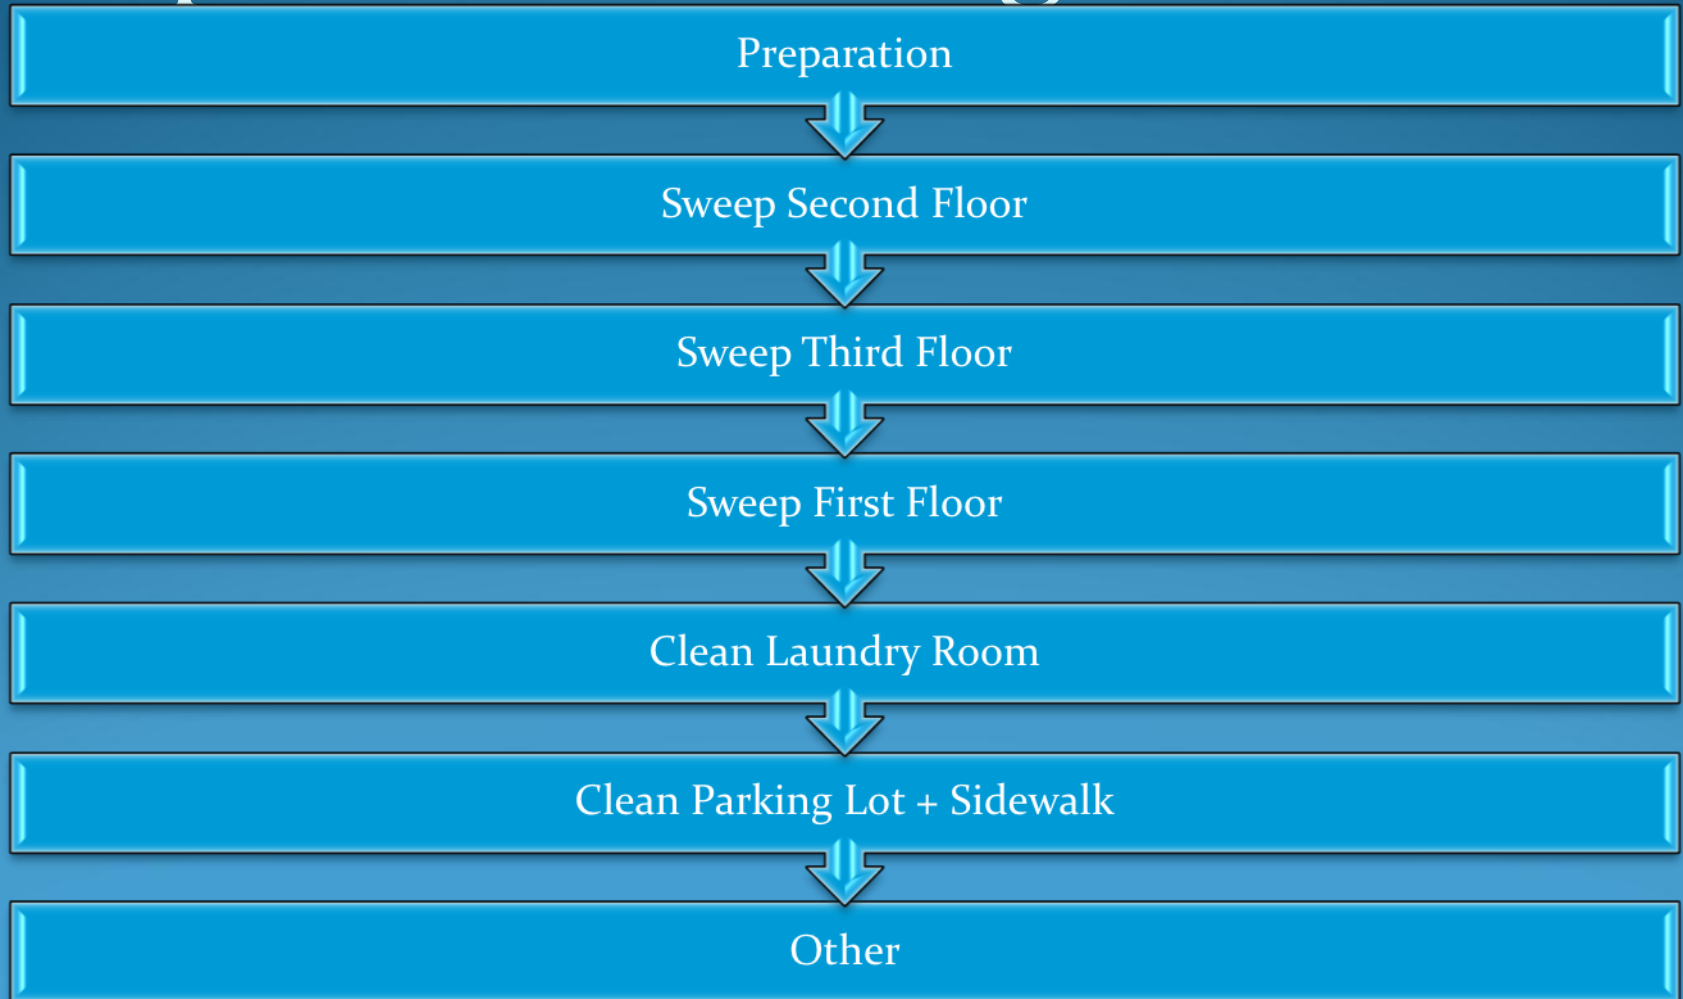 Preparation
Sweep Second Floor
Sweep Third Floor
Sweep First Floor
Clean Laundry Room
Clean Parking Lot + Sidewalk
Other